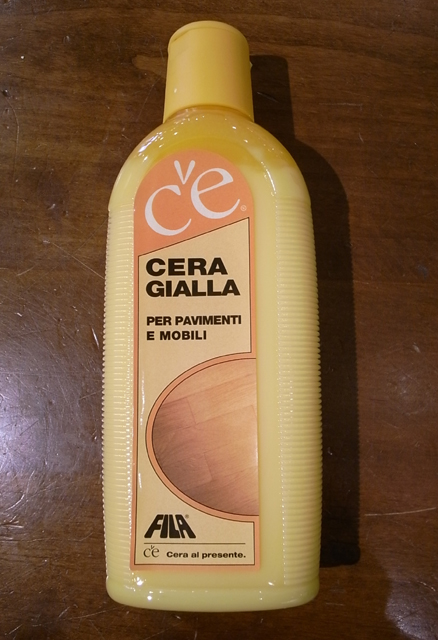 c'e®
CERA
GIALLA
PER PAVIMENTI
E MOBILI
FILA®
c'e Cera al presente.